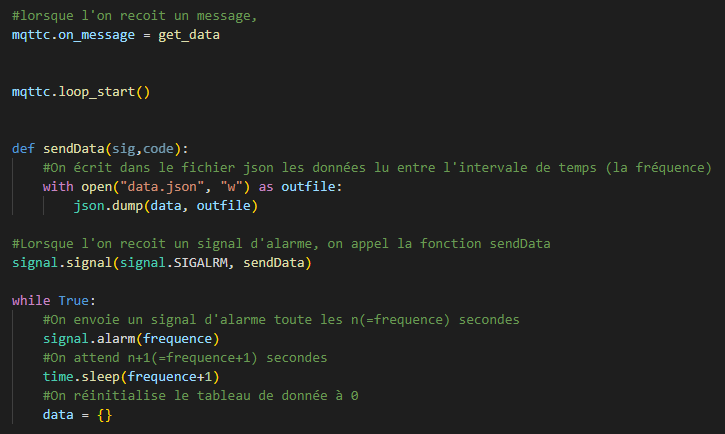 #lorsque l'on recoit un message,
mqttc.on_message = get_data
mqttc.loop_start()
def sendData(sig,code):
#On écrit dans le fichier json les données lu entre l'intervale de temps (la fréquence)
with open("data.json", "w") as outfile:
json.dump(data, outfile)
#Lorsque l'on recoit un signal d'alarme, on appel la fonction sendData
signal.signal(signal.SIGALRM, sendData)
while True:
#On envoie un signal d'alarme toute les n(=frequence) secondes
signal.alarm(frequence)
#On attend n+1(=frequence+1) secondes
time.sleep(frequence+1)
#On réinitialise le tableau de donnée à 0
data = {}